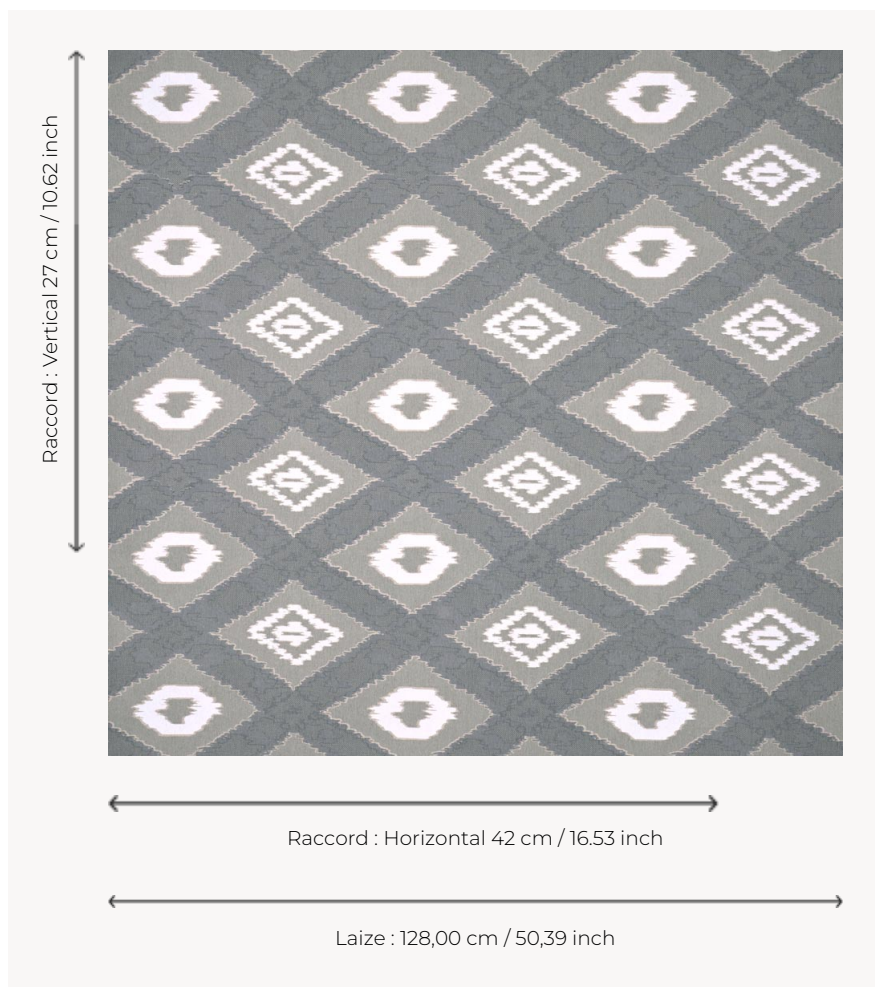 Raccord : Vertical 27 cm / 10.62 inch
Raccord : Horizontal 42 cm / 16.53 inch
Laize : 128,00 cm / 50,39 inch